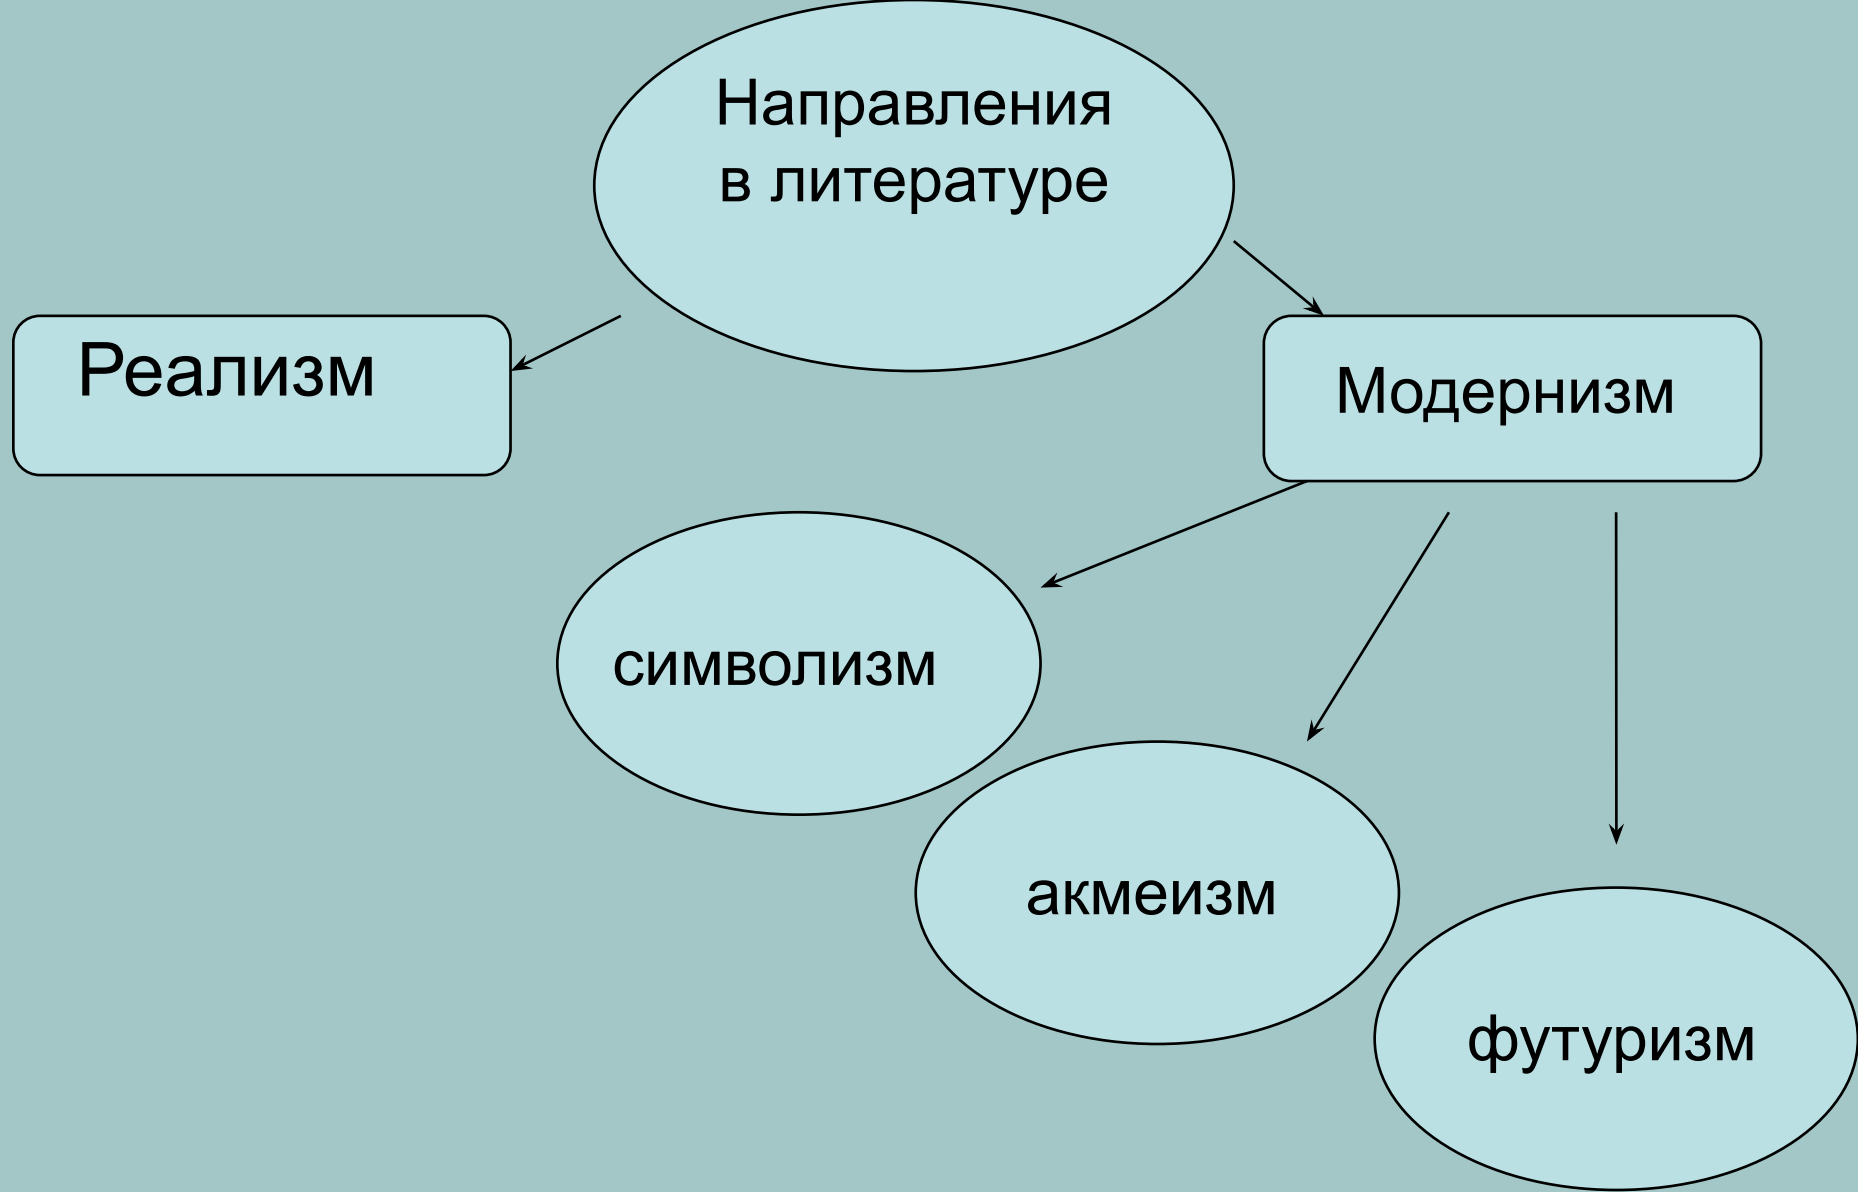 Направления
в литературе
Реализм
Модернизм
символизм
акмеизм
футуризм